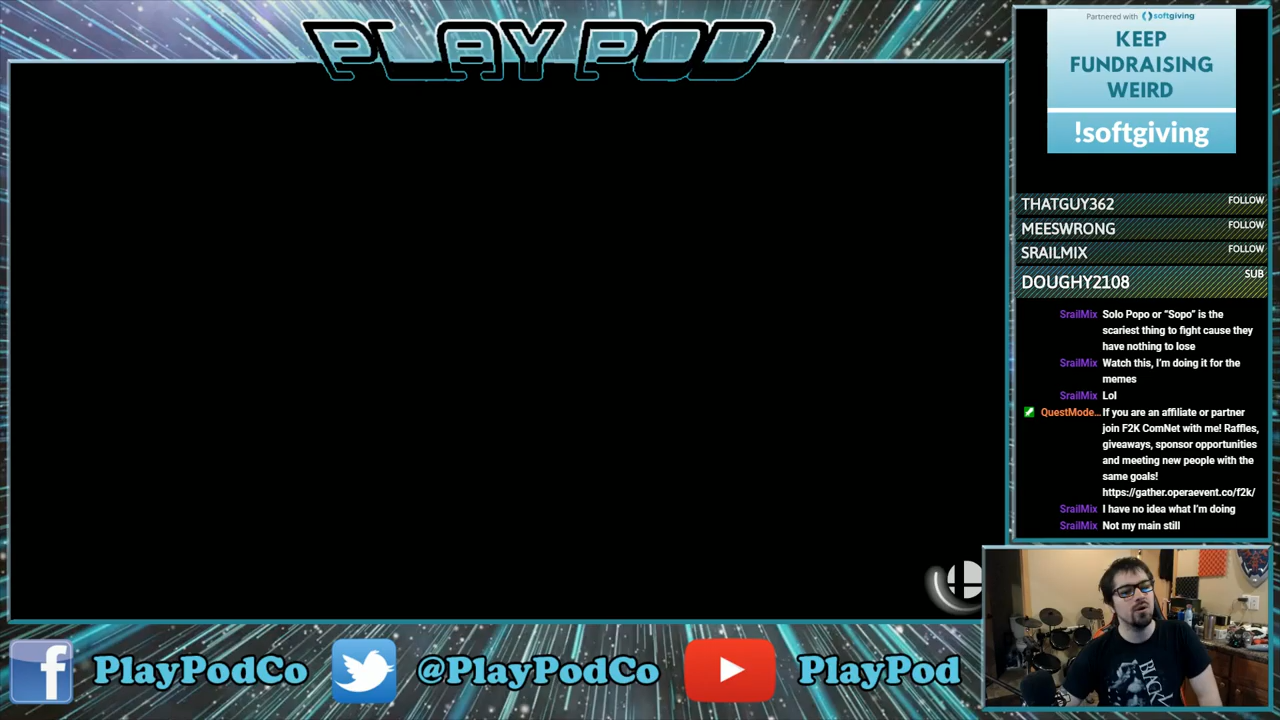 PLAY POD
Partnered with softgiving
KEEP
FUNDRAISING
WEIRD
!softgiving
THATGUY362 FOLLOW
MEESWRONG FOLLOW
SRAILMIX FOLLOW
DOUGHY2108 SUB
SrailMix Solo Popo or “Sopo” is the
scariest thing to fight cause they
have nothing to lose
SrailMix Watch this, I’m doing it for the
memes
SrailMix Lol
QuestMode... If you are an affiliate or partner
join F2K ComNet with me! Raffles,
giveaways, sponsor opportunities
and meeting new people with the
same goals!
https://gather.operaevent.co/f2k/
SrailMix I have no idea what I’m doing
SrailMix Not my main still
PlayPodCo @PlayPodCo PlayPod